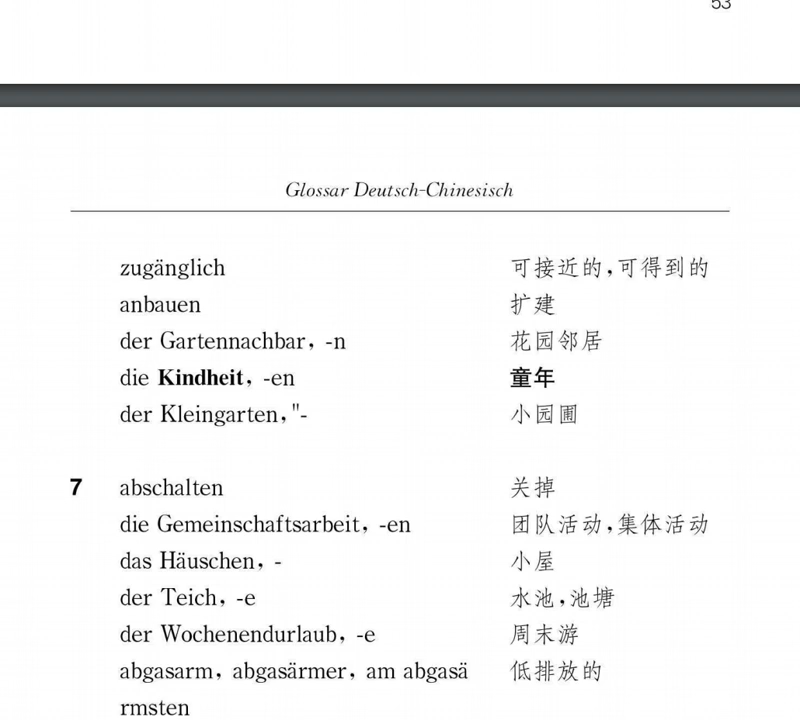 53
Glossar Deutsch-Chinesisch
zugänglich 可接近的,可得到的
anbauen 扩建
der Gartennachbar, -n 花园邻居
die Kindheit, -en 童年
der Kleingarten,"- 小园圃
7 abschalten 关掉
die Gemeinschaftsarbeit, -en 团队活动,集体活动
das Häuschen, - 小屋
der Teich, -e 水池,池塘
der Wochenendurlaub, -e 周末游
abgasarm, abgasärmer, am abgasä 低排放的
rmsten